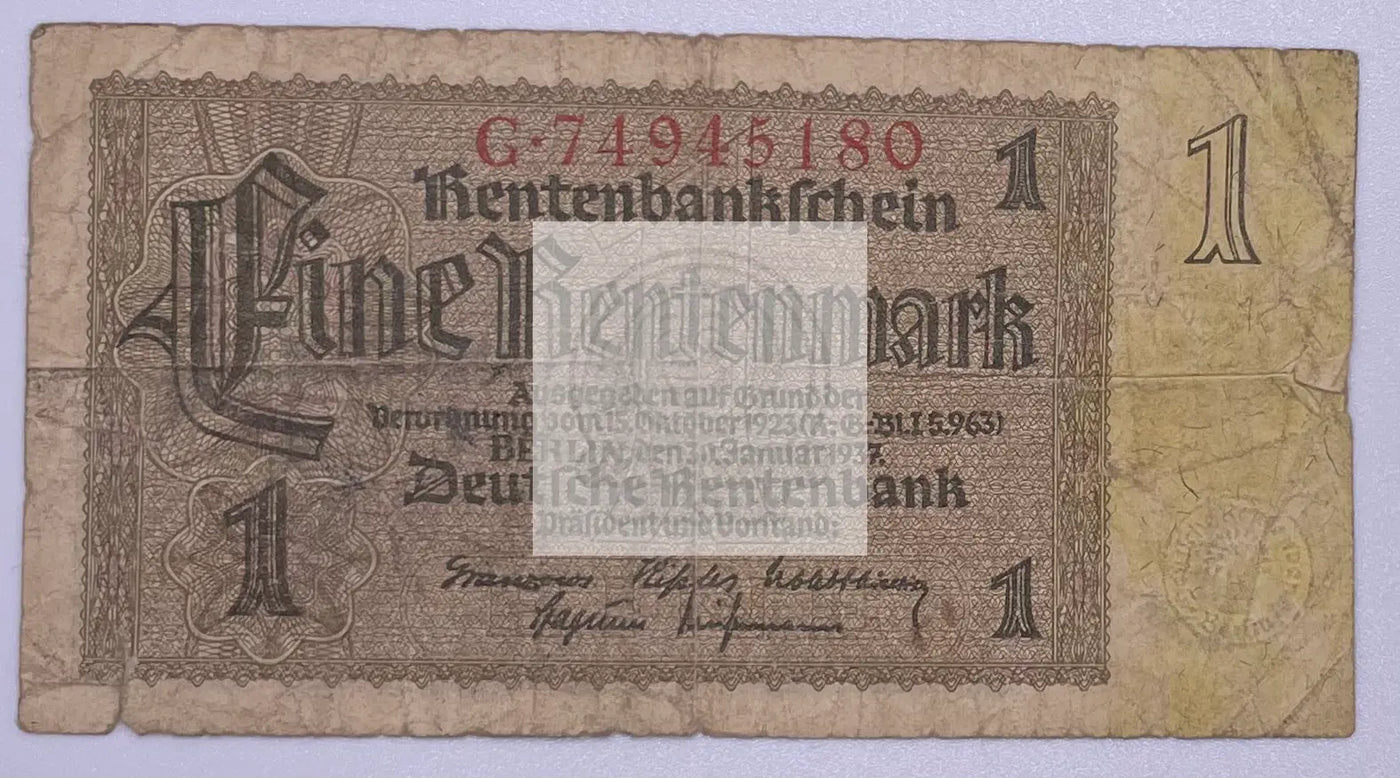 G·74945180
1
1
Rentenbankschein
Eine Rentenmark
Ausgegeben auf Grund der
Verordnung vom 15. Oktober 1923 (R.-G.-Bl. I S. 963)
BERLIN, den 30. Januar 1937.
Deutsche Rentenbank
Präsident und Vorstand:
1
1